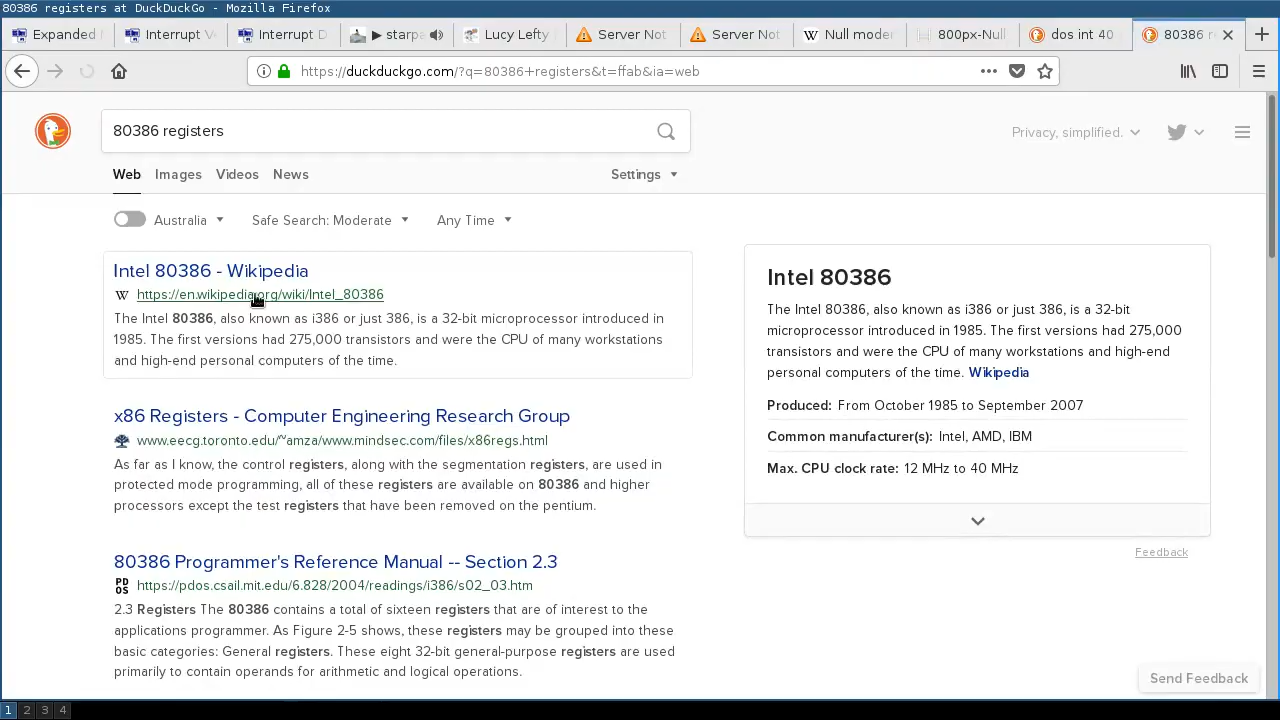 80386 registers at DuckDuckGo - Mozilla Firefox
Expanded
Interrupt V
Interrupt D
starpa
Lucy Lefty
Server Not
Server Not
Null mode
800px-Null
dos int 40
80386 r
https://duckduckgo.com/?q=80386+registers&t=ffab&ia=web
80386 registers
Privacy, simplified.
Web Images Videos News
Settings
Australia
Safe Search: Moderate
Any Time
Intel 80386 - Wikipedia
W https://en.wikipedia.org/wiki/Intel_80386
The Intel 80386, also known as i386 or just 386, is a 32-bit microprocessor introduced in
1985. The first versions had 275,000 transistors and were the CPU of many workstations
and high-end personal computers of the time.
x86 Registers - Computer Engineering Research Group
www.eecg.toronto.edu/~amza/www.mindsec.com/files/x86regs.html
As far as I know, the control registers, along with the segmentation registers, are used in
protected mode programming, all of these registers are available on 80386 and higher
processors except the test registers that have been removed on the pentium.
80386 Programmer's Reference Manual -- Section 2.3
PD
OS
https://pdos.csail.mit.edu/6.828/2004/readings/i386/s02_03.htm
2.3 Registers The 80386 contains a total of sixteen registers that are of interest to the
applications programmer. As Figure 2-5 shows, these registers may be grouped into these
basic categories: General registers. These eight 32-bit general-purpose registers are used
primarily to contain operands for arithmetic and logical operations.
Intel 80386
The Intel 80386, also known as i386 or just 386, is a 32-bit
microprocessor introduced in 1985. The first versions had 275,000
transistors and were the CPU of many workstations and high-end
personal computers of the time. Wikipedia
Produced: From October 1985 to September 2007
Common manufacturer(s): Intel, AMD, IBM
Max. CPU clock rate: 12 MHz to 40 MHz
Feedback
Send Feedback
1 2 3 4